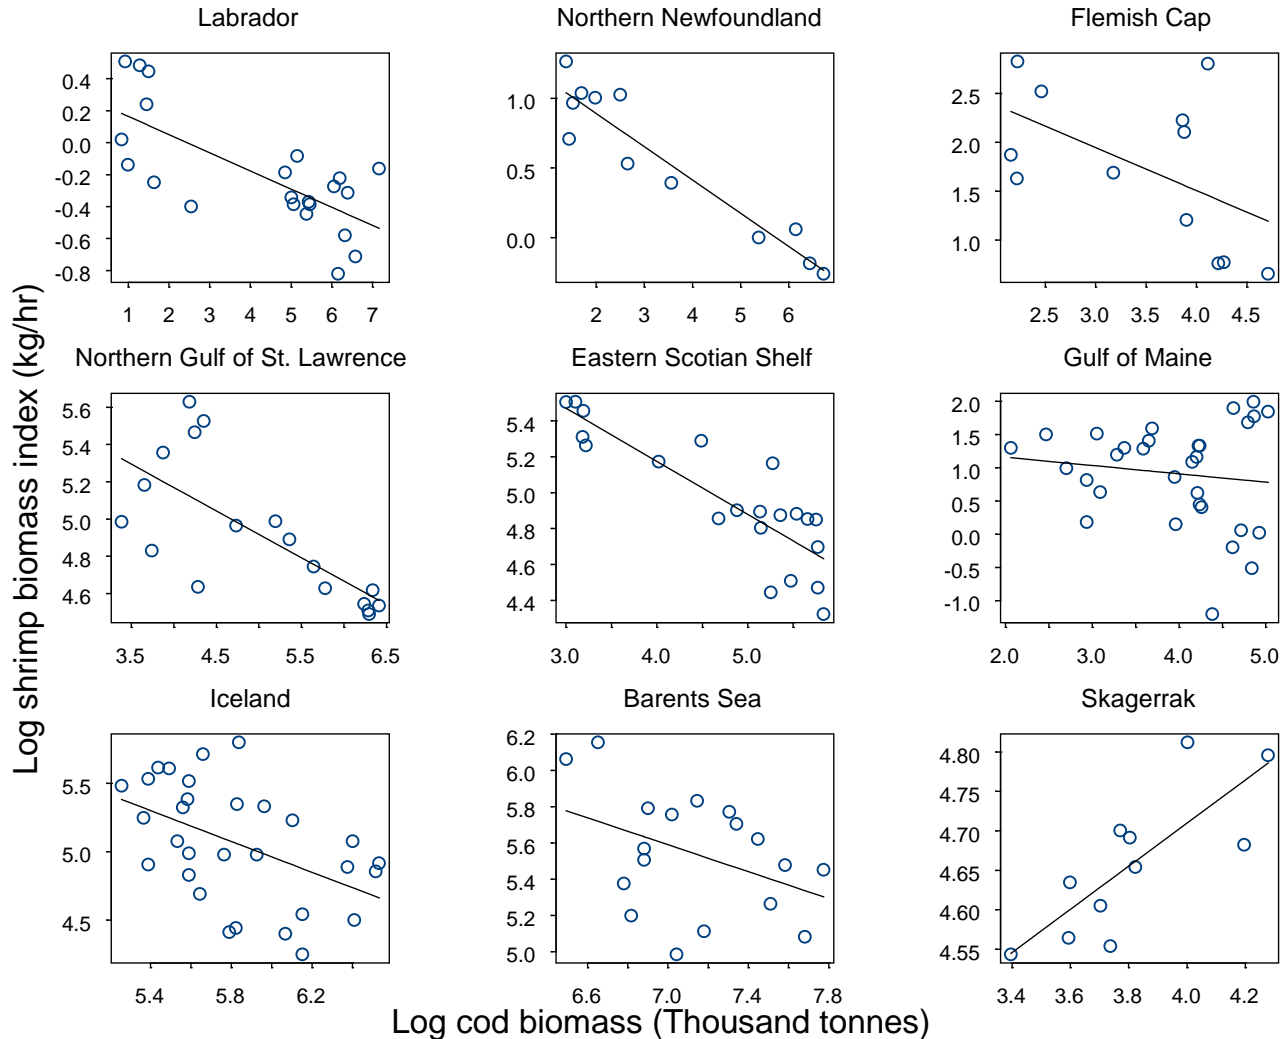 Labrador
Northern Newfoundland
Flemish Cap
0.4
0.2
0.0
-0.2
-0.4
-0.6
-0.8
1 2 3 4 5 6 7
1.0
0.5
0.0
2 3 4 5 6
2.5
2.0
1.5
1.0
2.5 3.0 3.5 4.0 4.5
Northern Gulf of St. Lawrence
Eastern Scotian Shelf
Gulf of Maine
5.6
5.4
5.2
5.0
4.8
4.6
3.5 4.5 5.5 6.5
5.4
5.2
5.0
4.8
4.6
4.4
3.0 4.0 5.0
2.0
1.5
1.0
0.5
0.0
-0.5
-1.0
2.0 3.0 4.0 5.0
Iceland
Barents Sea
Skagerrak
5.5
5.0
4.5
5.4 5.8 6.2
6.2
6.0
5.8
5.6
5.4
5.2
5.0
6.6 7.0 7.4 7.8
4.80
4.75
4.70
4.65
4.60
4.55
3.4 3.6 3.8 4.0 4.2
Log shrimp biomass index (kg/hr)
Log cod biomass (Thousand tonnes)